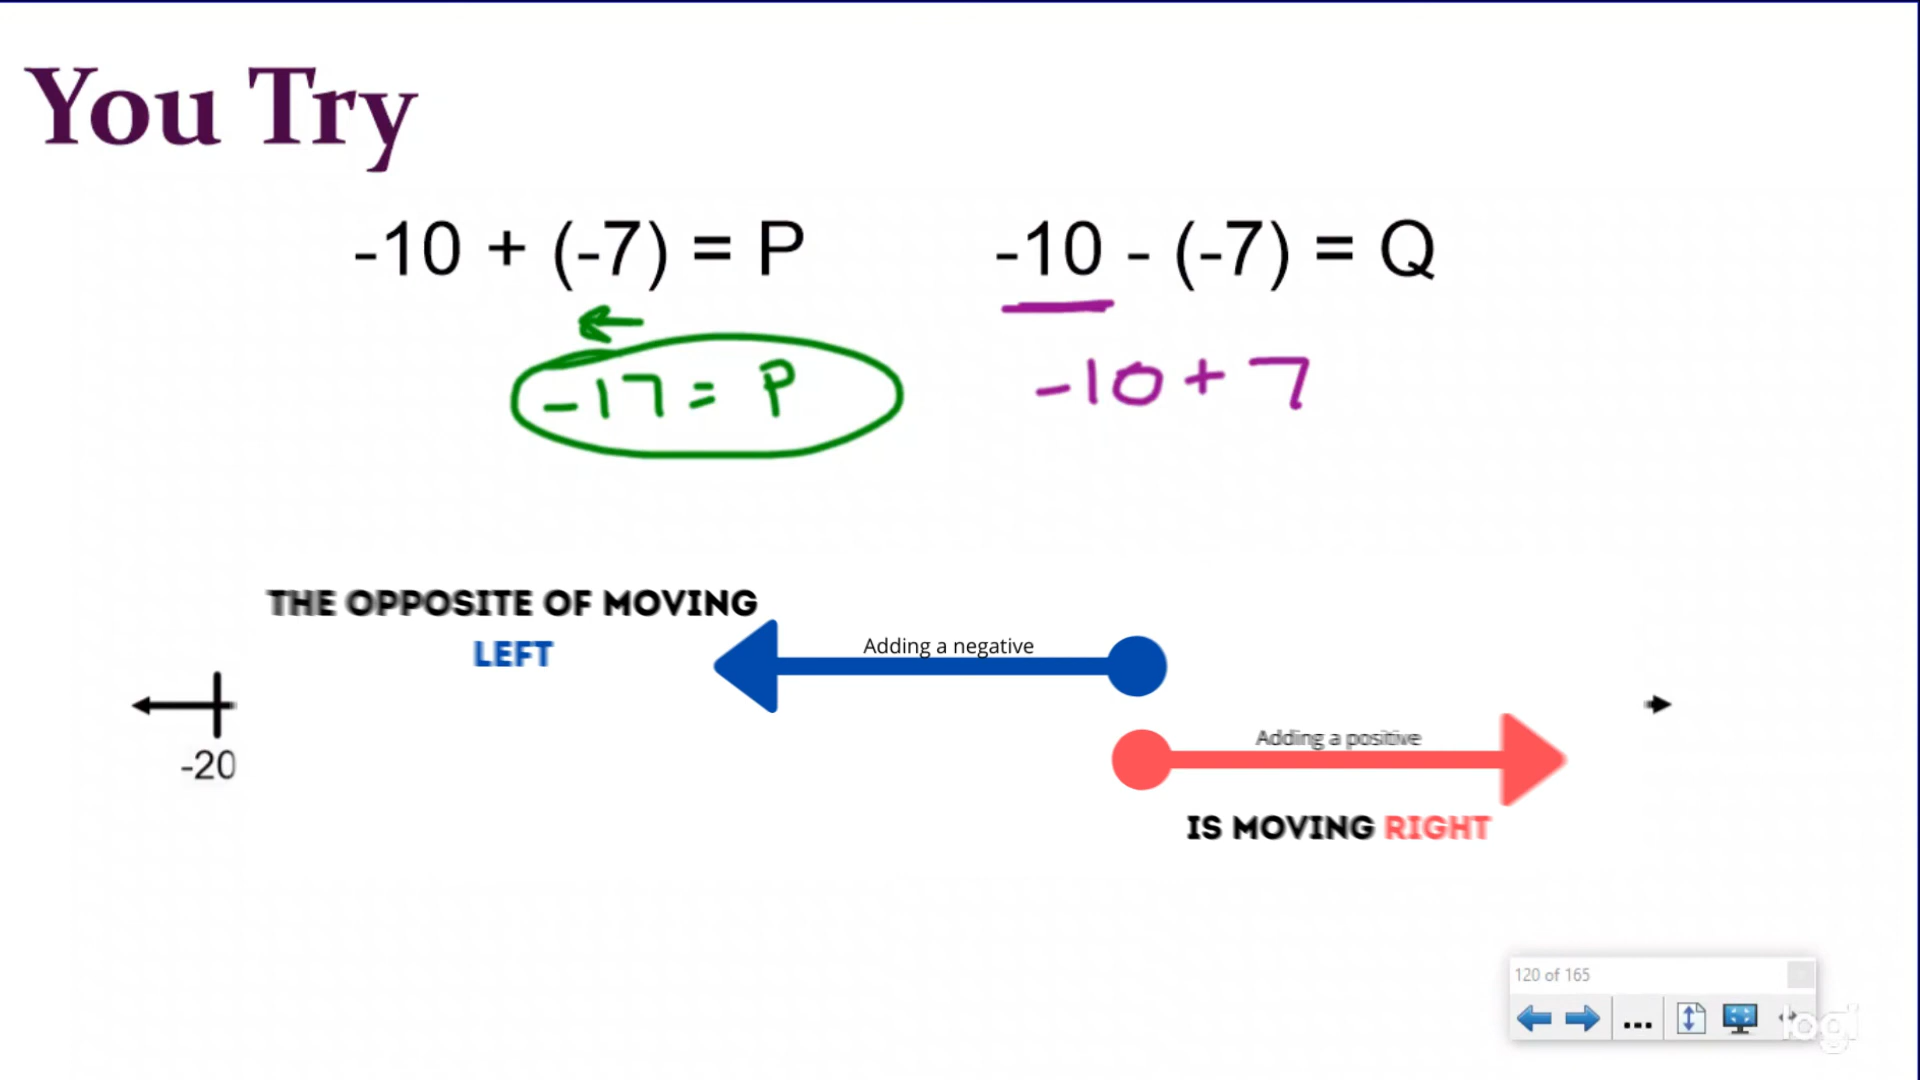 You Try
-10 + (-7) = P
-10 - (-7) = Q
-17 = P
-10 + 7
THE OPPOSITE OF MOVING
LEFT
Adding a negative
-20
Adding a positive
IS MOVING RIGHT
120 of 165
...
logi